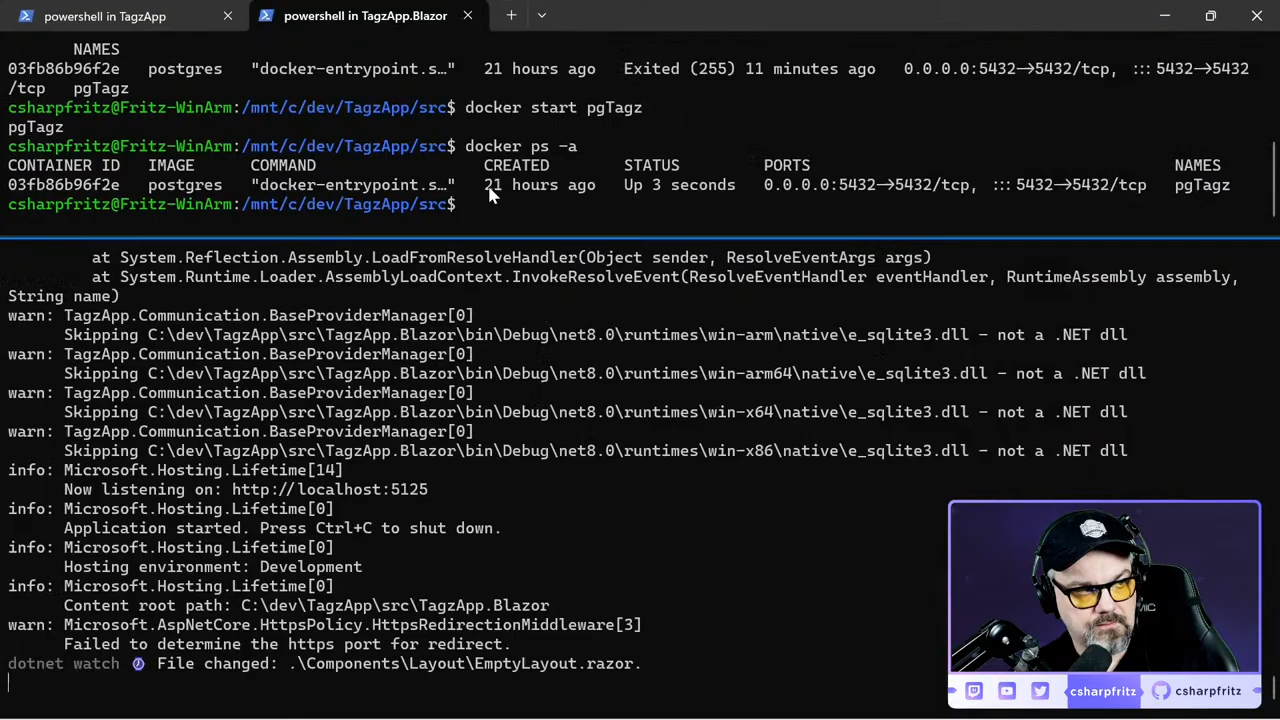 powershell in TagzApp
powershell in TagzApp.Blazor
NAMES
03fb86b96f2e postgres "docker-entrypoint.s…" 21 hours ago Exited (255) 11 minutes ago 0.0.0.0:5432->5432/tcp, :::5432->5432
/tcp pgTagz
csharpfritz@Fritz-WinArm:/mnt/c/dev/TagzApp/src$ docker start pgTagz
pgTagz
csharpfritz@Fritz-WinArm:/mnt/c/dev/TagzApp/src$ docker ps -a
CONTAINER ID IMAGE COMMAND CREATED STATUS PORTS NAMES
03fb86b96f2e postgres "docker-entrypoint.s…" 21 hours ago Up 3 seconds 0.0.0.0:5432->5432/tcp, :::5432->5432/tcp pgTagz
csharpfritz@Fritz-WinArm:/mnt/c/dev/TagzApp/src$
at System.Reflection.Assembly.LoadFromResolveHandler(Object sender, ResolveEventArgs args)
at System.Runtime.Loader.AssemblyLoadContext.InvokeResolveEvent(ResolveEventHandler eventHandler, RuntimeAssembly assembly,
String name)
warn: TagzApp.Communication.BaseProviderManager[0]
Skipping C:\dev\TagzApp\src\TagzApp.Blazor\bin\Debug\net8.0\runtimes\win-arm\native\e_sqlite3.dll - not a .NET dll
warn: TagzApp.Communication.BaseProviderManager[0]
Skipping C:\dev\TagzApp\src\TagzApp.Blazor\bin\Debug\net8.0\runtimes\win-arm64\native\e_sqlite3.dll - not a .NET dll
warn: TagzApp.Communication.BaseProviderManager[0]
Skipping C:\dev\TagzApp\src\TagzApp.Blazor\bin\Debug\net8.0\runtimes\win-x64\native\e_sqlite3.dll - not a .NET dll
warn: TagzApp.Communication.BaseProviderManager[0]
Skipping C:\dev\TagzApp\src\TagzApp.Blazor\bin\Debug\net8.0\runtimes\win-x86\native\e_sqlite3.dll - not a .NET dll
info: Microsoft.Hosting.Lifetime[14]
Now listening on: http://localhost:5125
info: Microsoft.Hosting.Lifetime[0]
Application started. Press Ctrl+C to shut down.
info: Microsoft.Hosting.Lifetime[0]
Hosting environment: Development
info: Microsoft.Hosting.Lifetime[0]
Content root path: C:\dev\TagzApp\src\TagzApp.Blazor
warn: Microsoft.AspNetCore.HttpsPolicy.HttpsRedirectionMiddleware[3]
Failed to determine the https port for redirect.
dotnet watch File changed: .\Components\Layout\EmptyLayout.razor.
csharpfritz
csharpfritz